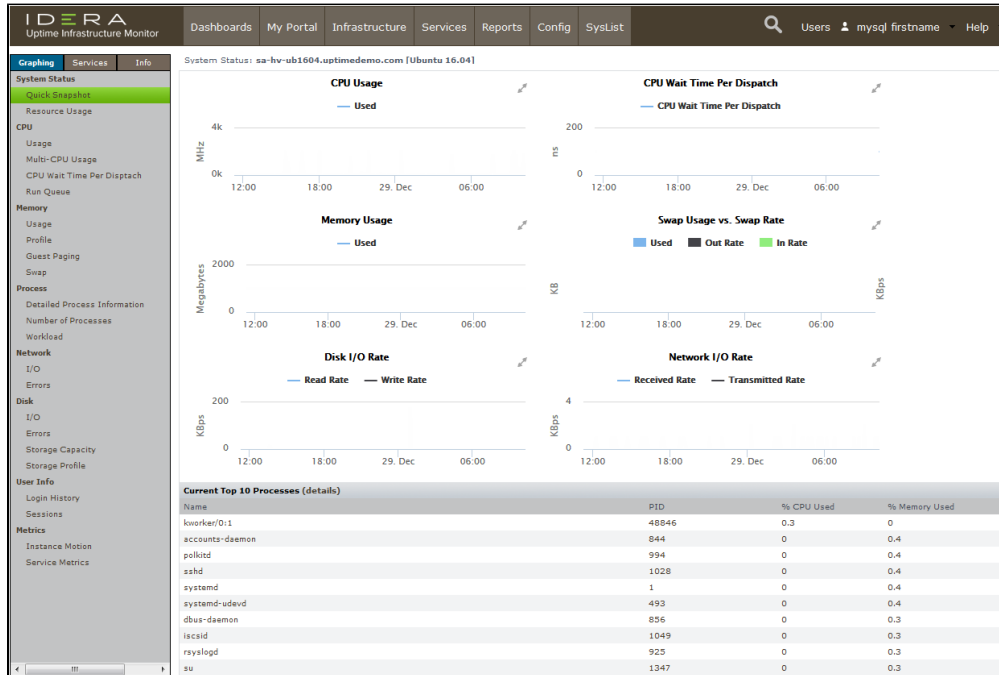 IDERA
Uptime Infrastructure Monitor
Dashboards My Portal Infrastructure Services Reports Config SysList
Users mysql firstname Help
Graphing Services Info
System Status
Quick Snapshot
Resource Usage
CPU
Usage
Multi-CPU Usage
CPU Wait Time Per Disptach
Run Queue
Memory
Usage
Profile
Guest Paging
Swap
Process
Detailed Process Information
Number of Processes
Workload
Network
I/O
Errors
Disk
I/O
Errors
Storage Capacity
Storage Profile
User Info
Login History
Sessions
Metrics
Instance Motion
Service Metrics
System Status: sa-hv-ub1604.uptimedemo.com [Ubuntu 16.04]
CPU Usage
Used
4k
MHz
0k
12:00 18:00 29. Dec 06:00
CPU Wait Time Per Dispatch
CPU Wait Time Per Dispatch
200
ns
0
12:00 18:00 29. Dec 06:00
Memory Usage
Used
2000
Megabytes
0
12:00 18:00 29. Dec 06:00
Swap Usage vs. Swap Rate
Used Out Rate In Rate
KB
KBps
12:00 18:00 29. Dec 06:00
Disk I/O Rate
Read Rate Write Rate
200
KBps
0
12:00 18:00 29. Dec 06:00
Network I/O Rate
Received Rate Transmitted Rate
4
KBps
0
12:00 18:00 29. Dec 06:00
Current Top 10 Processes (details)
Name PID % CPU Used % Memory Used
kworker/0:1 48846 0.3 0
accounts-daemon 844 0 0.4
polkitd 994 0 0.4
sshd 1028 0 0.4
systemd 1 0 0.4
systemd-udevd 493 0 0.4
dbus-daemon 856 0 0.3
iscsid 1049 0 0.3
rsyslogd 925 0 0.3
su 1347 0 0.3